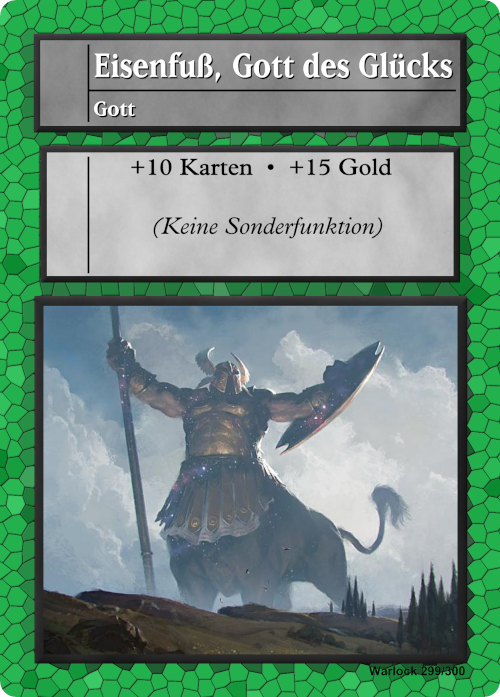 Eisenfuß, Gott des Glücks
Gott
+10 Karten • +15 Gold
(Keine Sonderfunktion)
Warlock 299/300